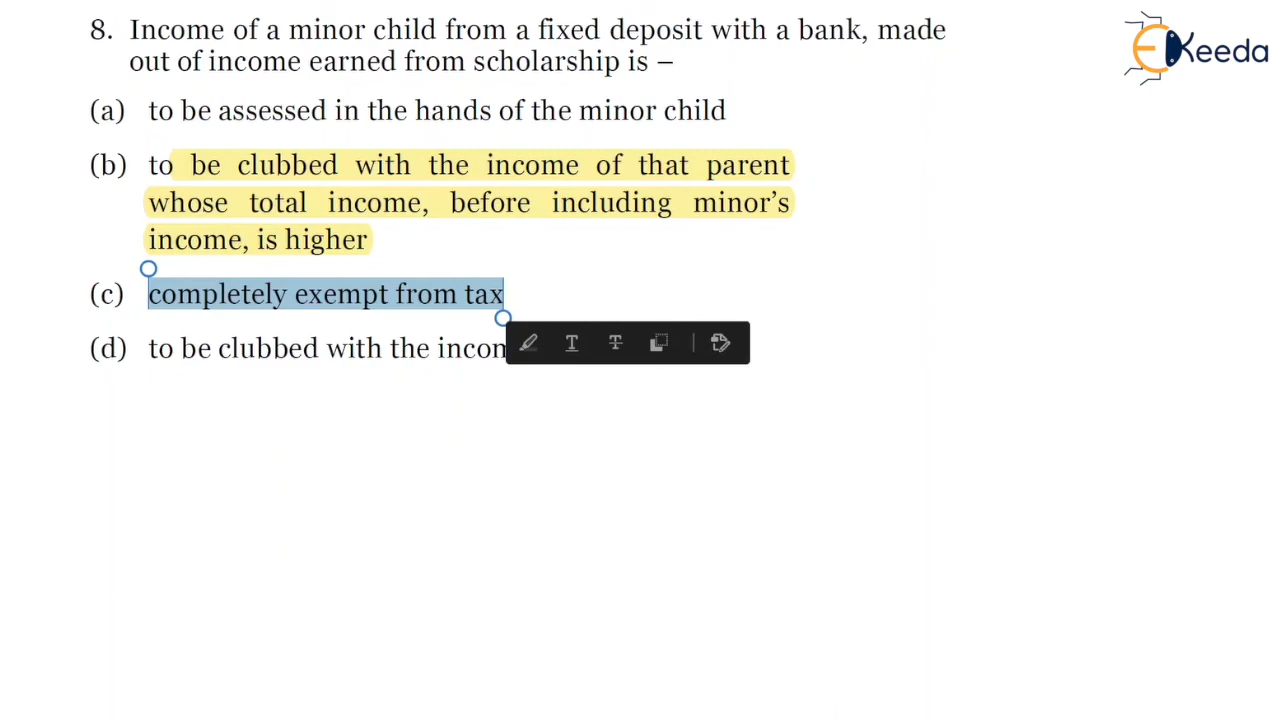 8. Income of a minor child from a fixed deposit with a bank, made
out of income earned from scholarship is –
(a) to be assessed in the hands of the minor child
(b) to be clubbed with the income of that parent
whose total income, before including minor's
income, is higher
(c) completely exempt from tax
(d) to be clubbed with the incom
T T
EKeeda